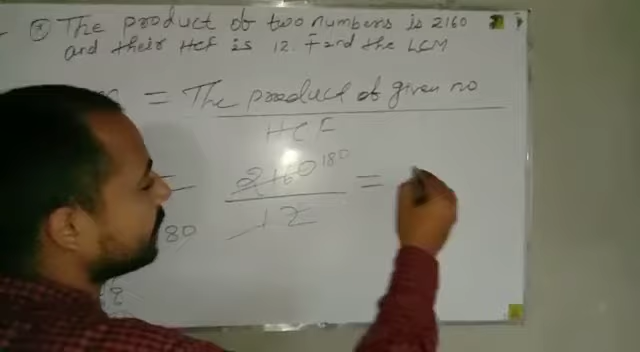 The product of two numbers is 2160
and their HCF is 12. Find the LCM
= The product of given no
HCF
= 2160 180 =
12
80